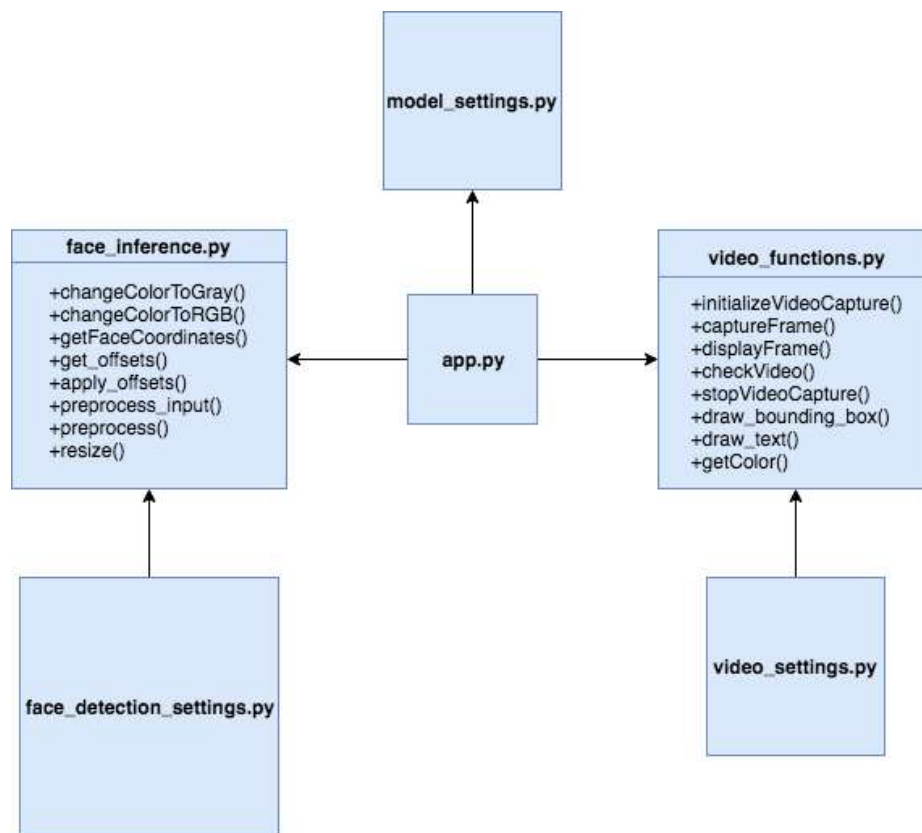 model_settings.py
face_inference.py
+changeColorToGray()
+changeColorToRGB()
+getFaceCoordinates()
+get_offsets()
+apply_offsets()
+preprocess_input()
+preprocess()
+resize()
app.py
video_functions.py
+initializeVideoCapture()
+captureFrame()
+displayFrame()
+checkVideo()
+stopVideoCapture()
+draw_bounding_box()
+draw_text()
+getColor()
face_detection_settings.py
video_settings.py